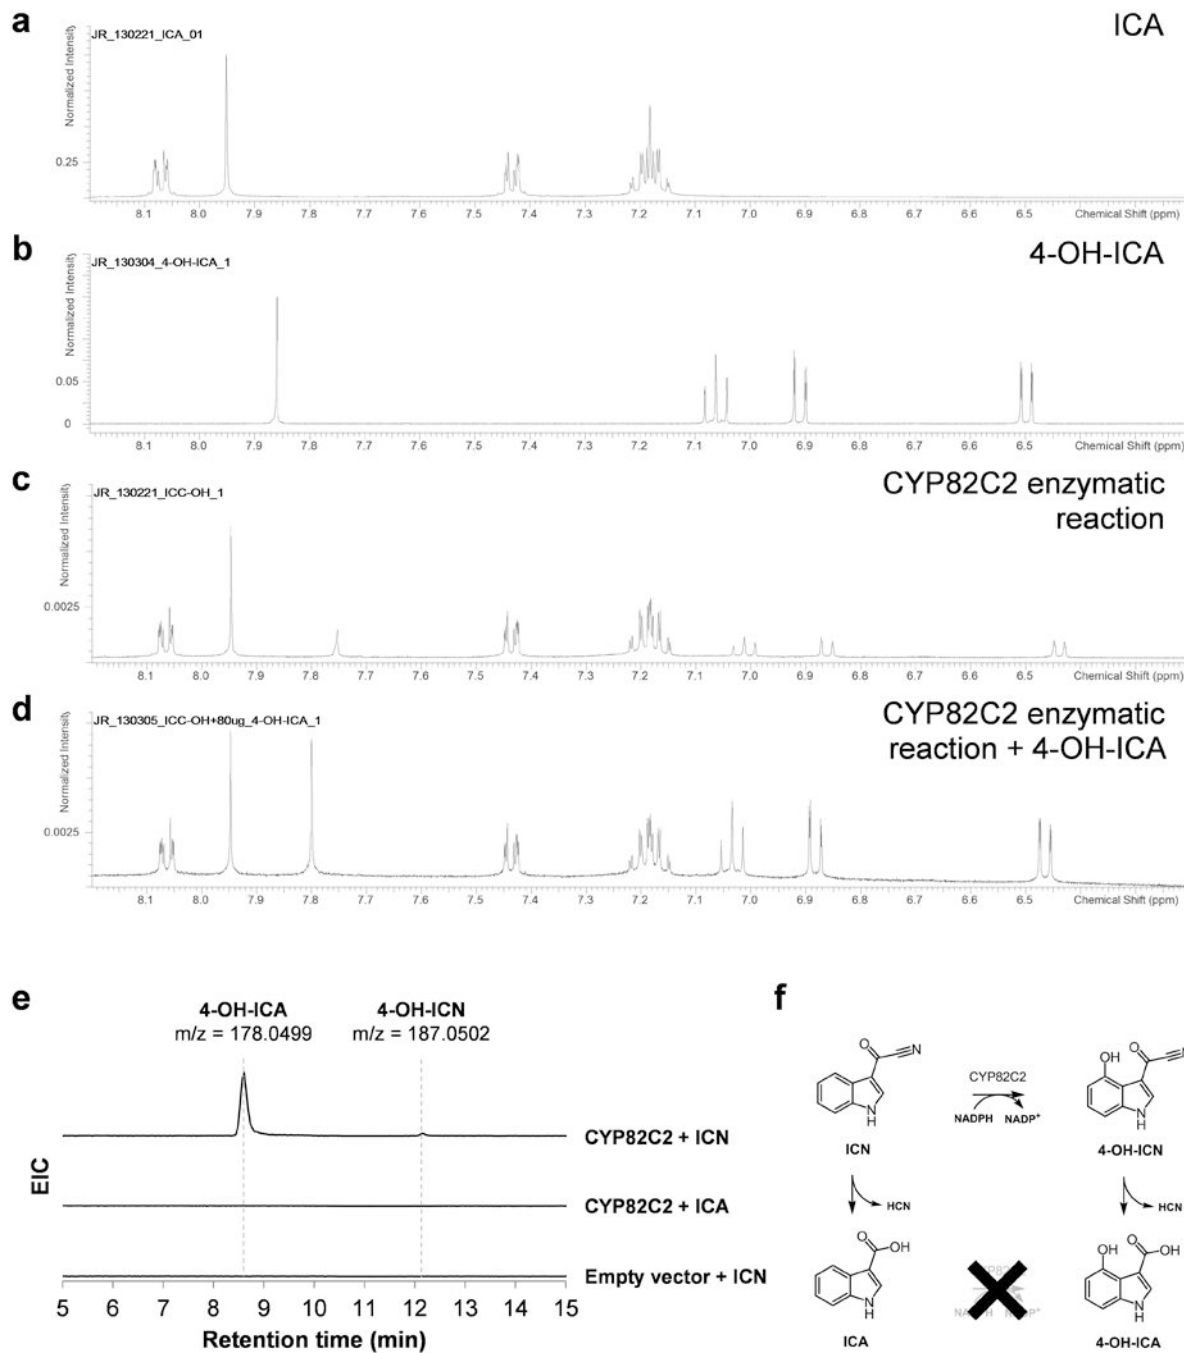 a
ICA
JR_130221_ICA_01
Normalized Intensity
0.25
8.1 8.0 7.9 7.8 7.7 7.6 7.5 7.4 7.3 7.2 7.1 7.0 6.9 6.8 6.7 6.6 6.5 Chemical Shift (ppm)
b
4-OH-ICA
JR_130304_4-OH-ICA_1
Normalized Intensity
0.05
0
8.1 8.0 7.9 7.8 7.7 7.6 7.5 7.4 7.3 7.2 7.1 7.0 6.9 6.8 6.7 6.6 6.5 Chemical Shift (ppm)
c
CYP82C2 enzymatic
reaction
JR_130221_ICC-OH_1
Normalized Intensity
0.0025
8.1 8.0 7.9 7.8 7.7 7.6 7.5 7.4 7.3 7.2 7.1 7.0 6.9 6.8 6.7 6.6 6.5 Chemical Shift (ppm)
d
CYP82C2 enzymatic
reaction + 4-OH-ICA
JR_130305_ICC-OH+80ug_4-OH-ICA_1
Normalized Intensity
0.0025
8.1 8.0 7.9 7.8 7.7 7.6 7.5 7.4 7.3 7.2 7.1 7.0 6.9 6.8 6.7 6.6 6.5 Chemical Shift (ppm)
e
4-OH-ICA 4-OH-ICN
m/z = 178.0499 m/z = 187.0502
CYP82C2 + ICN
EIC
CYP82C2 + ICA
Empty vector + ICN
5 6 7 8 9 10 11 12 13 14 15
Retention time (min)
f
O
N
N
H
ICN
CYP82C2
NADPH NADP⁺
OH
O
N
N
H
4-OH-ICN
HCN
HCN
O
OH
N
H
ICA
CYP82C2
NADPH NADP⁺
OH
O
OH
N
H
4-OH-ICA